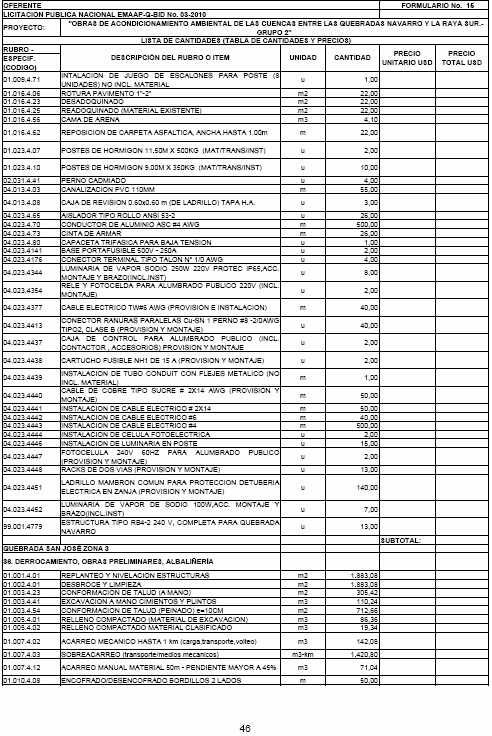 OFERENTE FORMULARIO No. 15
LICITACION PUBLICA NACIONAL EMAAP-Q-BID No. 03-2010
PROYECTO: "OBRAS DE ACONDICIONAMIENTO AMBIENTAL DE LAS CUENCAS ENTRE LAS QUEBRADAS NAVARRO Y LA RAYA SUR.-
GRUPO 2"
LISTA DE CANTIDADES (TABLA DE CANTIDADES Y PRECIOS)
RUBRO - ESPECIF. (CODIGO) DESCRIPCIÓN DEL RUBRO O ITEM UNIDAD CANTIDAD PRECIO UNITARIO USD PRECIO TOTAL USD
01.009.4.71 INTALACION DE JUEGO DE ESCALONES PARA POSTE (8 UNIDADES) NO INCL. MATERIAL u 1,00
01.016.4.06 ROTURA PAVIMENTO 1"-2" m2 22,00
01.016.4.23 DESADOQUINADO m2 22,00
01.016.4.25 READOQUINADO (MATERIAL EXISTENTE) m2 22,00
01.016.4.56 CAMA DE ARENA m3 4,10
01.016.4.62 REPOSICION DE CARPETA ASFALTICA, ANCHA HASTA 1.00m m 22,00
01.023.4.07 POSTES DE HORMIGON 11.50M X 500KG (MAT/TRANS/INST) u 2,00
01.023.4.10 POSTES DE HORMIGON 9.00M X 350KG (MAT/TRANS/INST) u 10,00
02.031.4.41 PERNO CADMIADO u 4,00
04.013.4.03 CANALIZACION PVC 110MM m 55,00
04.013.4.08 CAJA DE REVISION 0.60x0.60 m (DE LADRILLO) TAPA H.A. u 3,00
04.023.4.65 AISLADOR TIPO ROLLO ANSI 53-2 u 26,00
04.023.4.70 CONDUCTOR DE ALUMINIO ASC #4 AWG m 500,00
04.023.4.73 CINTA DE ARMAR m 26,00
04.023.4.80 CAPACETA TRIFASICA PARA BAJA TENSION u 1,00
04.023.4141 BASE PORTAFUSIBLE 500V - 250A u 2,00
04.023.4176 CONECTOR TERMINAL TIPO TALON N° 1/0 AWG u 4,00
04.023.4344 LUMINARIA DE VAPOR SODIO 250W 220V PROTEC IP65,ACC. MONTAJE Y BRAZO(INCL.INST) u 8,00
04.023.4354 RELE Y FOTOCELDA PARA ALUMBRADO PUBLICO 220V (INCL. MONTAJE) u 2,00
04.023.4377 CABLE ELECTRICO TW#6 AWG (PROVISION E INSTALACION) m 40,00
04.023.4413 CONECTOR RANURAS PARALELAS Cu-SN 1 PERNO #8 -2/0AWG TIPO2, CLASE B (PROVISION Y MONTAJE) u 40,00
04.023.4437 CAJA DE CONTROL PARA ALUMBRADO PUBLICO (INCL. CONTACTOR , ACCESORIOS) PROVISION Y MONTAJE u 2,00
04.023.4438 CARTUCHO FUSIBLE NH1 DE 15 A (PROVISION Y MONTAJE) u 2,00
04.023.4439 INSTALACION DE TUBO CONDUIT CON FLEJES METALICO (NO INCL. MATERIAL) m 1,00
04.023.4440 CABLE DE COBRE TIPO SUCRE # 2X14 AWG (PROVISION Y MONTAJE) m 50,00
04.023.4441 INSTALACION DE CABLE ELECTRICO # 2X14 m 50,00
04.023.4442 INSTALACION DE CABLE ELECTRICO #6 m 40,00
04.023.4443 INSTALACION DE CABLE ELECTRICO #4 m 500,00
04.023.4444 INSTALACION DE CELULA FOTOELECTRICA u 2,00
04.023.4446 INSTALACION DE LUMINARIA EN POSTE u 15,00
04.023.4447 FOTOCELULA 240V 60HZ PARA ALUMBRADO PUBLICO (PROVISION Y MONTAJE) u 2,00
04.023.4448 RACKS DE DOS VIAS (PROVISION Y MONTAJE) u 13,00
04.023.4451 LADRILLO MAMBRON COMUN PARA PROTECCION DETUBERIA ELECTRICA EN ZANJA (PROVISION Y MONTAJE) u 140,00
04.023.4452 LUMINARIA DE VAPOR DE SODIO 100W,ACC. MONTAJE Y BRAZO(INCL.INST) u 7,00
99.001.4779 ESTRUCTURA TIPO RB4-2 240 V, COMPLETA PARA QUEBRADA NAVARRO u 13,00
SUBTOTAL:
QUEBRADA SAN JOSÉ ZONA 3
36. DERROCAMIENTO, OBRAS PRELIMINARES, ALBALIÑERÍA
01.001.4.01 REPLANTEO Y NIVELACION ESTRUCTURAS m2 1.883,08
01.002.4.01 DESBROCE Y LIMPIEZA m2 1.883,08
01.003.4.23 CONFORMACION DE TALUD (A MANO) m2 305,42
01.003.4.41 EXCAVACION A MANO CIMIENTOS Y PLINTOS m3 110,24
01.003.4.54 CONFORMACION DE TALUD (PEINADO) e=10CM m2 712,66
01.005.4.01 RELLENO COMPACTADO (MATERIAL DE EXCAVACION) m3 86,36
01.005.4.02 RELLENO COMPACTADO MATERIAL CLASIFICADO m3 19,34
01.007.4.02 ACARREO MECANICO HASTA 1 km (carga,transporte,volteo) m3 142,08
01.007.4.03 SOBREACARREO (transporte/medios mecanicos) m3-km 1.420,80
01.007.4.12 ACARREO MANUAL MATERIAL 50m - PENDIENTE MAYOR A 45% m3 71,04
01.010.4.08 ENCOFRADO/DESENCOFRADO BORDILLOS 2 LADOS m 50,00
46